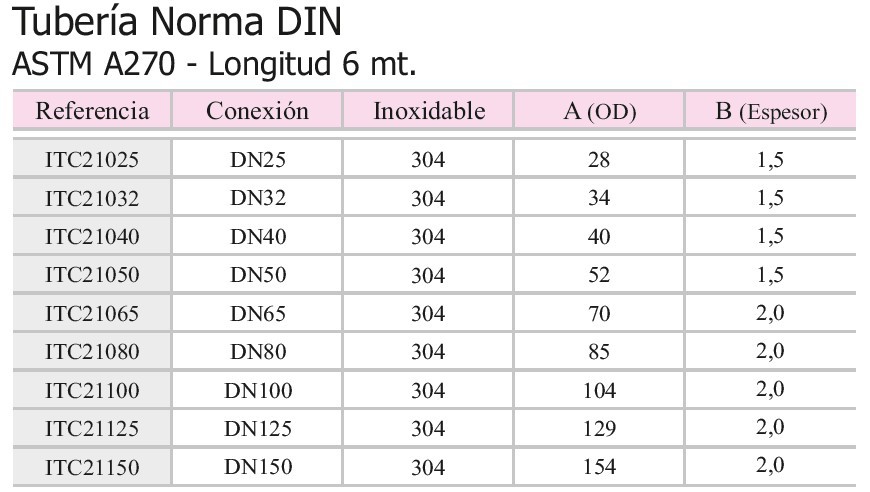 Tubería Norma DIN
ASTM A270 - Longitud 6 mt.
Referencia Conexión Inoxidable A (OD) B (Espesor)
ITC21025 DN25 304 28 1,5
ITC21032 DN32 304 34 1,5
ITC21040 DN40 304 40 1,5
ITC21050 DN50 304 52 1,5
ITC21065 DN65 304 70 2,0
ITC21080 DN80 304 85 2,0
ITC21100 DN100 304 104 2,0
ITC21125 DN125 304 129 2,0
ITC21150 DN150 304 154 2,0